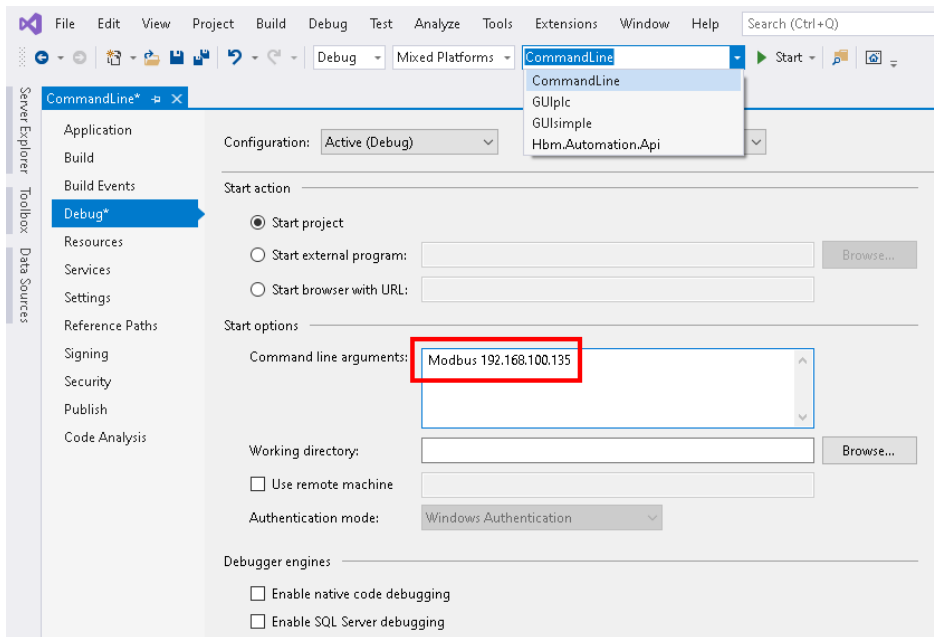 File Edit View Project Build Debug Test Analyze Tools Extensions Window Help Search (Ctrl+Q)
Debug Mixed Platforms CommandLine Start
CommandLine
GUIplc
GUIsimple
Hbm.Automation.Api
Server Explorer
Toolbox
Data Sources
CommandLine*
Application
Build
Build Events
Debug*
Resources
Services
Settings
Reference Paths
Signing
Security
Publish
Code Analysis
Configuration: Active (Debug)
Start action
Start project
Start external program: Browse...
Start browser with URL:
Start options
Command line arguments: Modbus 192.168.100.135
Working directory: Browse...
Use remote machine
Authentication mode: Windows Authentication
Debugger engines
Enable native code debugging
Enable SQL Server debugging